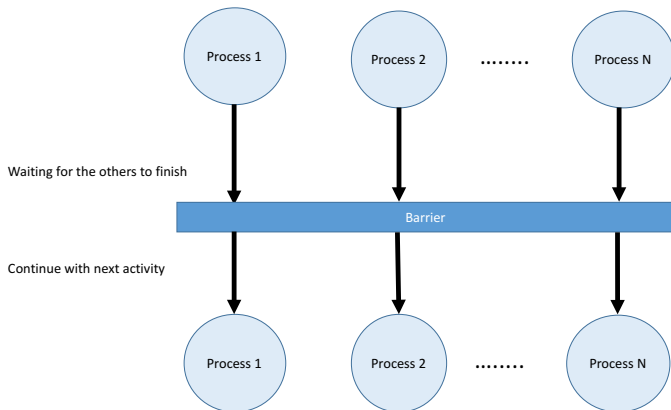 Process 1
Process 2
........
Process N
Waiting for the others to finish
Barrier
Continue with next activity
Process 1
Process 2
........
Process N